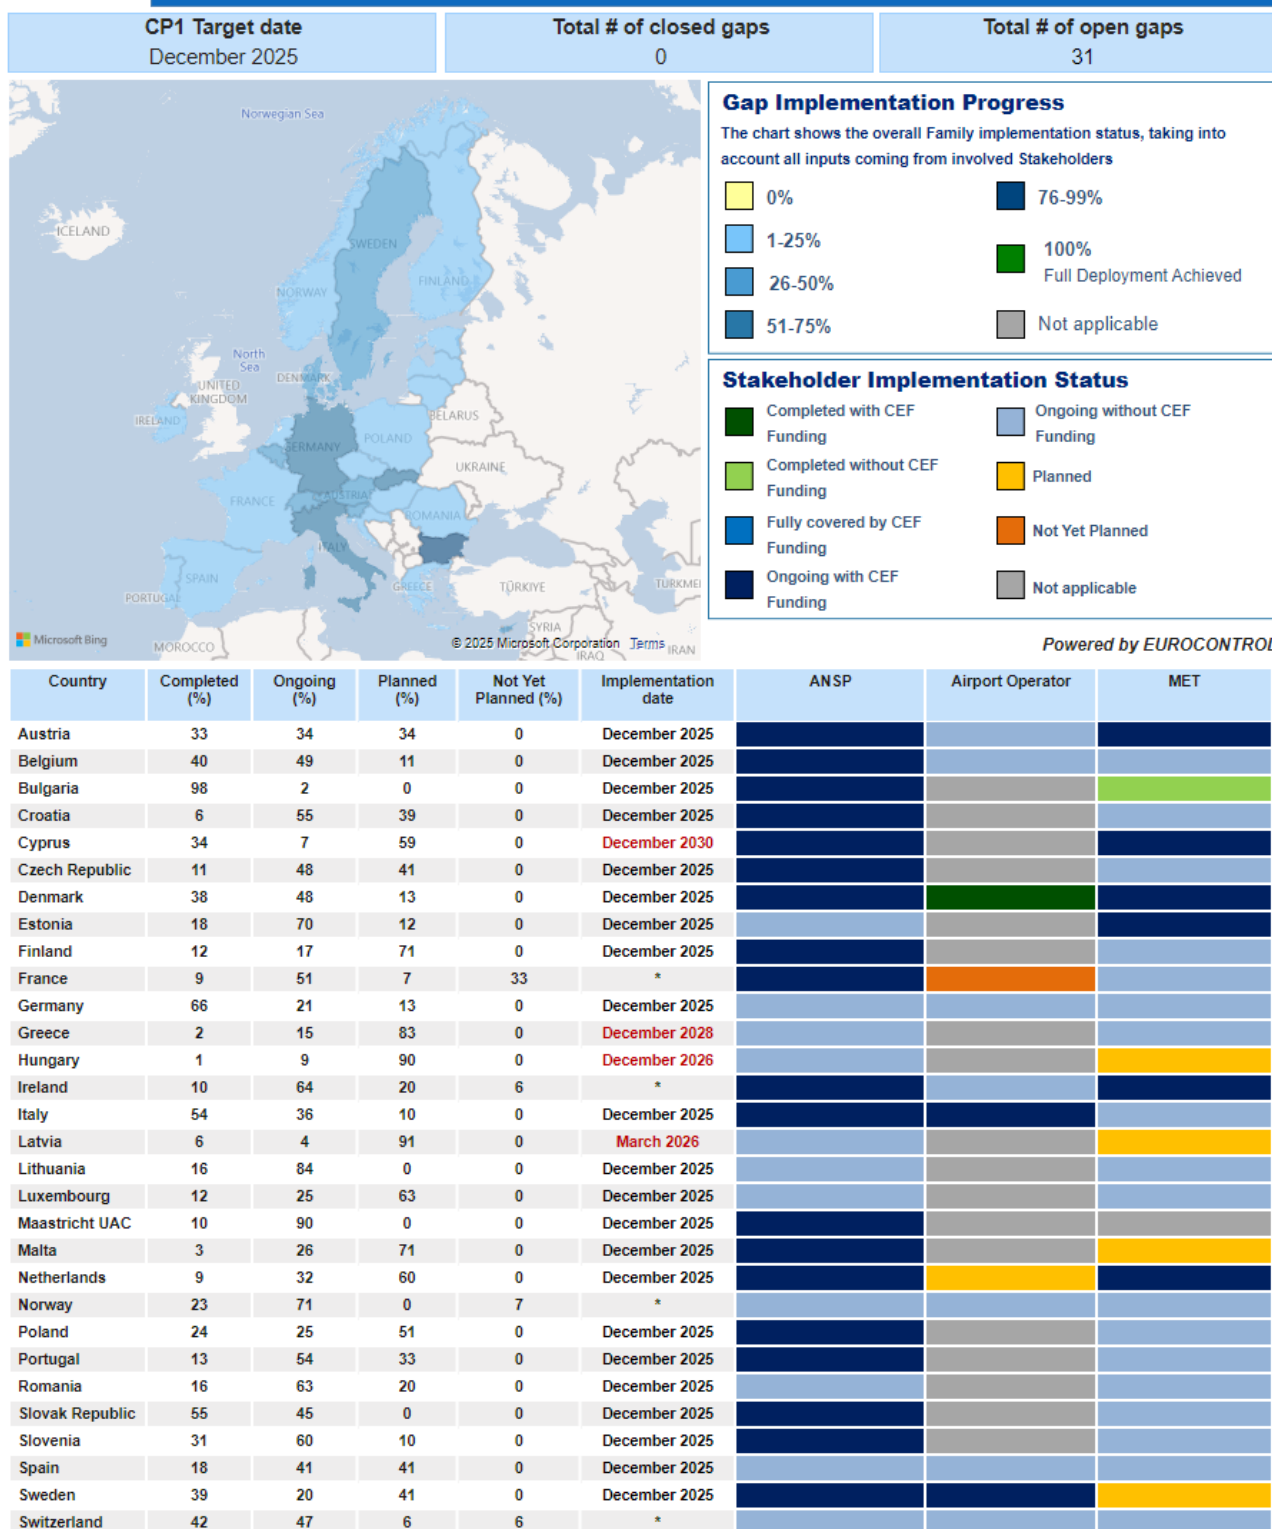 CP1 Target date
December 2025
Total # of closed gaps
0
Total # of open gaps
31
Norwegian Sea
ICELAND
SWEDEN
NORWAY
FINLAND
North
Sea
DENMARK
UNITED
KINGDOM
IRELAND
BELARUS
GERMANY
POLAND
UKRAINE
FRANCE
AUSTRIA
ROMANIA
ITALY
SPAIN
PORTUGAL
GREECE
TÜRKIYE
TURKME
SYRIA
MOROCCO
IRAQ
IRAN
Microsoft Bing
© 2025 Microsoft Corporation Terms
Gap Implementation Progress
The chart shows the overall Family implementation status, taking into
account all inputs coming from involved Stakeholders
0%
1-25%
26-50%
51-75%
76-99%
100%
Full Deployment Achieved
Not applicable
Stakeholder Implementation Status
Completed with CEF
Funding
Completed without CEF
Funding
Fully covered by CEF
Funding
Ongoing with CEF
Funding
Ongoing without CEF
Funding
Planned
Not Yet Planned
Not applicable
Powered by EUROCONTROL
Country Completed (%) Ongoing (%) Planned (%) Not Yet Planned (%) Implementation date ANSP Airport Operator MET
Austria 33 34 34 0 December 2025
Belgium 40 49 11 0 December 2025
Bulgaria 98 2 0 0 December 2025
Croatia 6 55 39 0 December 2025
Cyprus 34 7 59 0 December 2030
Czech Republic 11 48 41 0 December 2025
Denmark 38 48 13 0 December 2025
Estonia 18 70 12 0 December 2025
Finland 12 17 71 0 December 2025
France 9 51 7 33 *
Germany 66 21 13 0 December 2025
Greece 2 15 83 0 December 2028
Hungary 1 9 90 0 December 2026
Ireland 10 64 20 6 *
Italy 54 36 10 0 December 2025
Latvia 6 4 91 0 March 2026
Lithuania 16 84 0 0 December 2025
Luxembourg 12 25 63 0 December 2025
Maastricht UAC 10 90 0 0 December 2025
Malta 3 26 71 0 December 2025
Netherlands 9 32 60 0 December 2025
Norway 23 71 0 7 *
Poland 24 25 51 0 December 2025
Portugal 13 54 33 0 December 2025
Romania 16 63 20 0 December 2025
Slovak Republic 55 45 0 0 December 2025
Slovenia 31 60 10 0 December 2025
Spain 18 41 41 0 December 2025
Sweden 39 20 41 0 December 2025
Switzerland 42 47 6 6 *